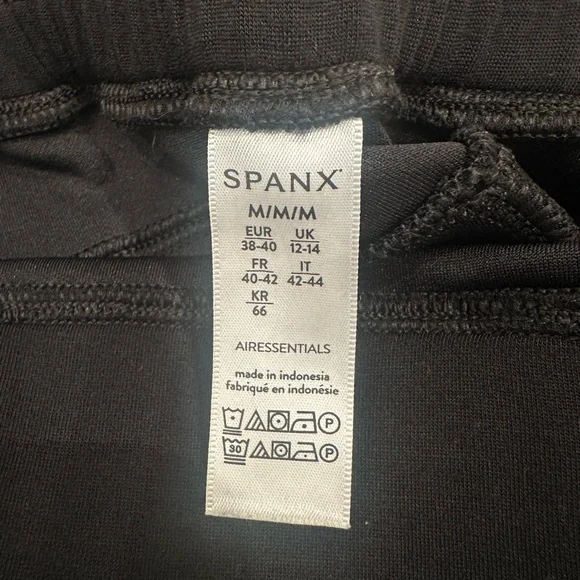 SPANX
M/M/M
EUR UK
38-40 12-14
FR IT
40-42 42-44
KR
66
AIRESSENTIALS
made in indonesia
fabriqué en indonésie
P
30 P